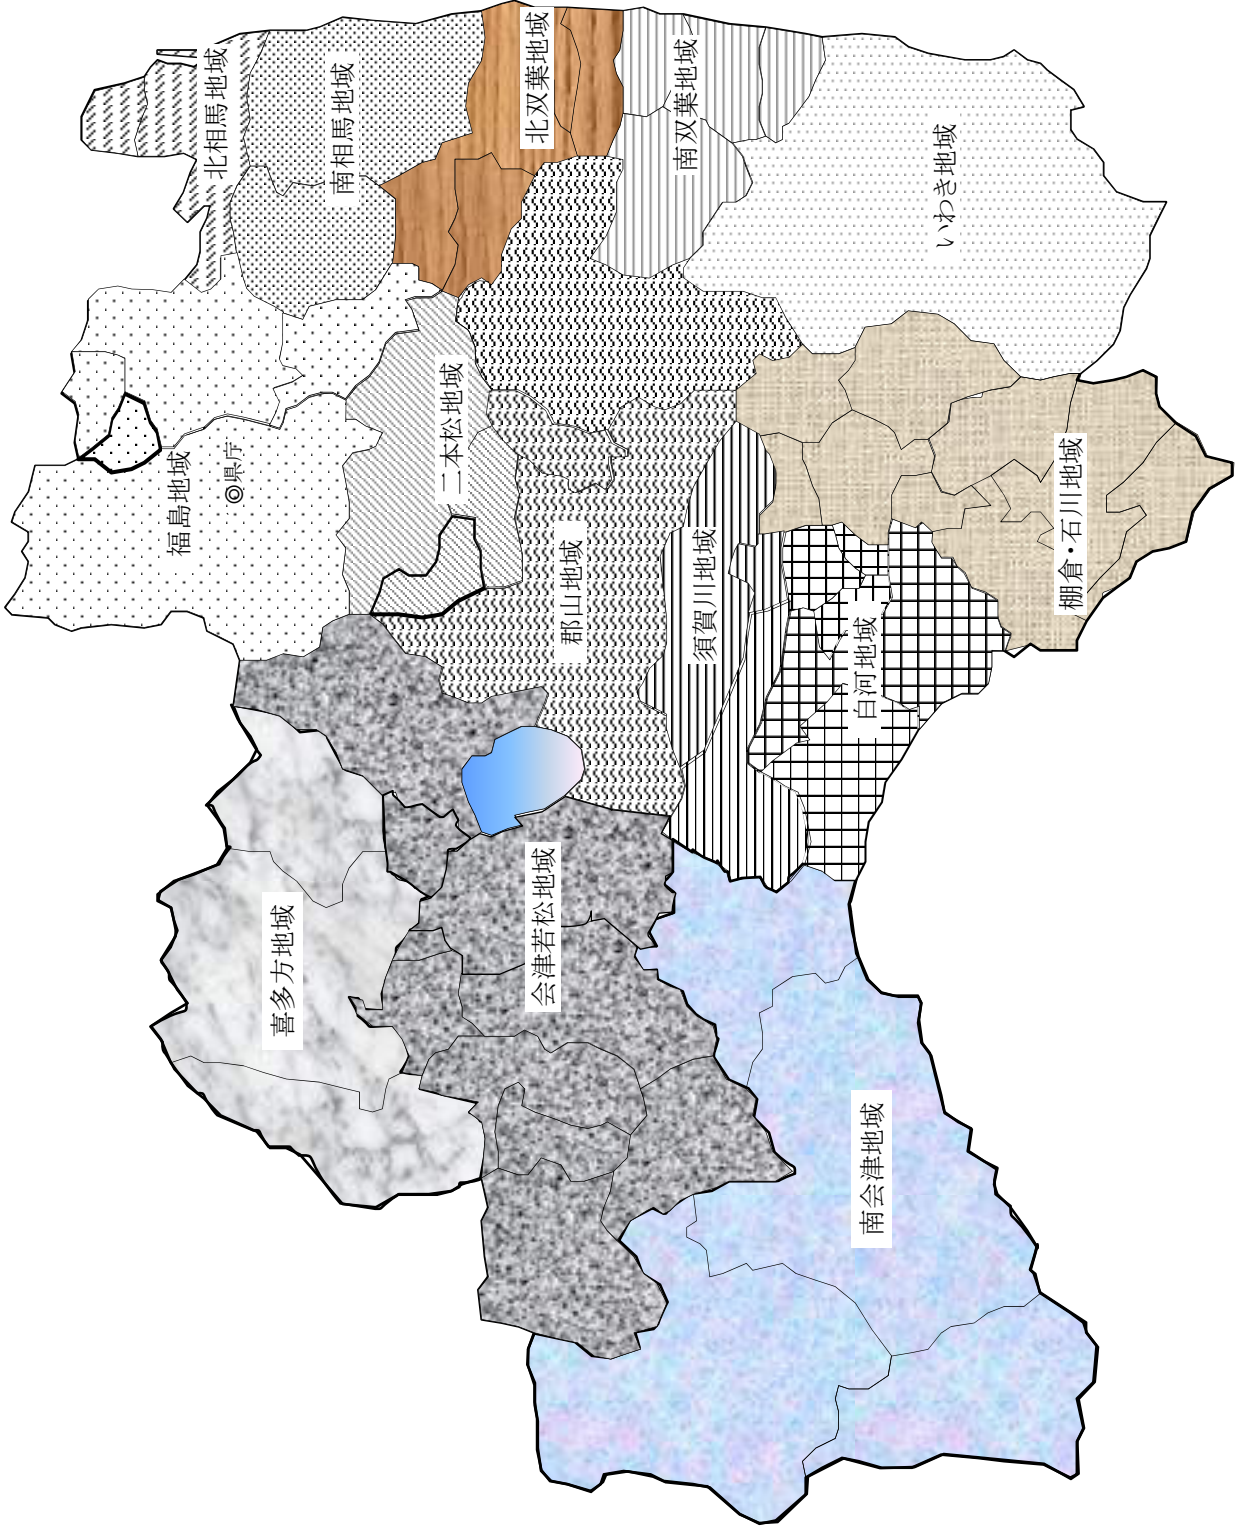 北相馬地域
南相馬地域
北双葉地域
南双葉地域
いわき地域
福島地域
◎県庁
二本松地域
郡山地域
須賀川地域
白河地域
棚倉・石川地域
喜多方地域
会津若松地域
南会津地域